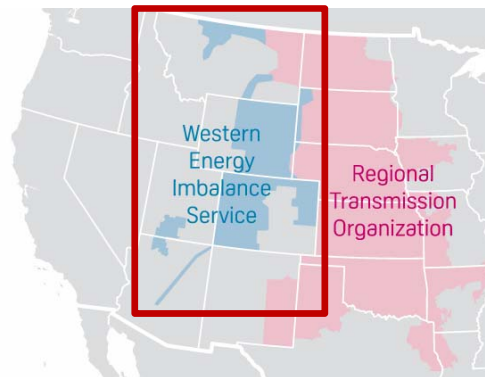 Western
Energy
Imbalance
Service
Regional
Transmission
Organization